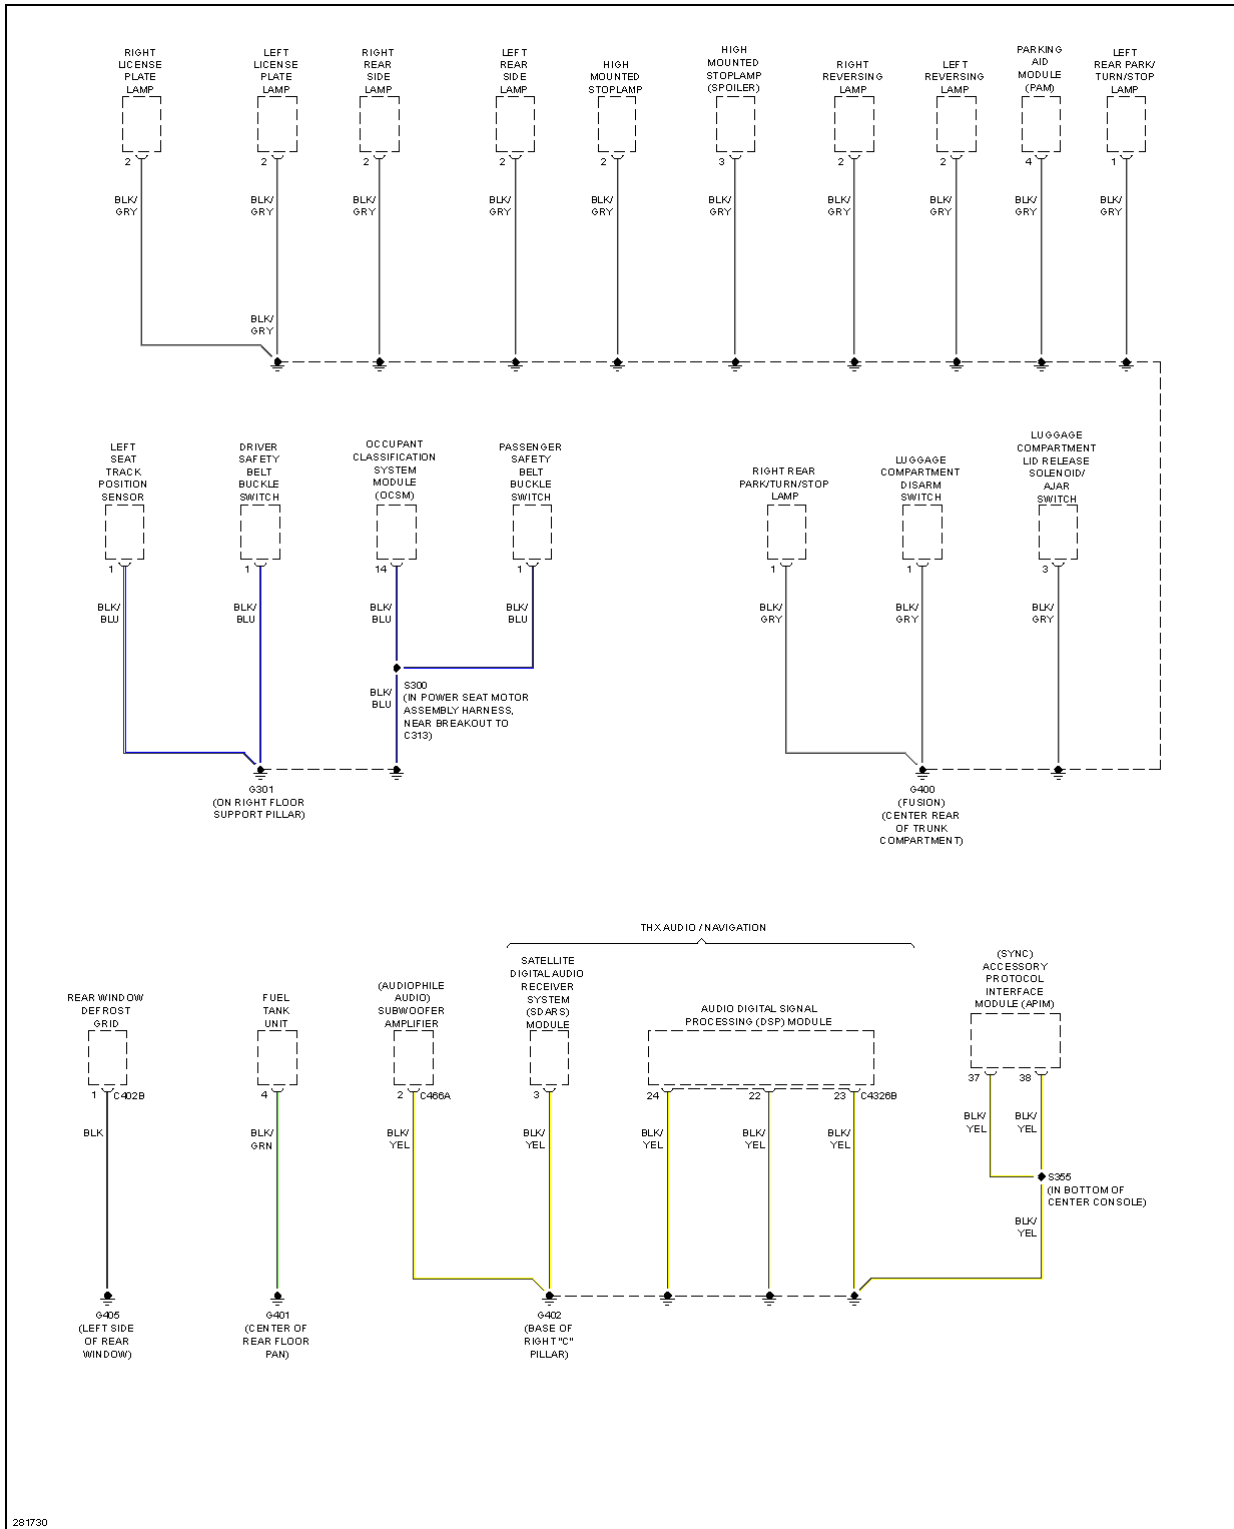 RIGHT
LICENSE
PLATE
LAMP
LEFT
LICENSE
PLATE
LAMP
RIGHT
REAR
SIDE
LAMP
LEFT
REAR
SIDE
LAMP
HIGH
MOUNTED
STOPLAMP
HIGH
MOUNTED
STOPLAMP
(SPOILER)
RIGHT
REVERSING
LAMP
LEFT
REVERSING
LAMP
PARKING
AID
MODULE
(PAM)
LEFT
REAR PARK/
TURN/STOP
LAMP
2
2
2
2
2
3
2
2
4
1
BLK/
GRY
BLK/
GRY
BLK/
GRY
BLK/
GRY
BLK/
GRY
BLK/
GRY
BLK/
GRY
BLK/
GRY
BLK/
GRY
BLK/
GRY
BLK/
GRY
LEFT
SEAT
TRACK
POSITION
SENSOR
DRIVER
SAFETY
BELT
BUCKLE
SWITCH
OCCUPANT
CLASSIFICATION
SYSTEM
MODULE
(OCSM)
PASSENGER
SAFETY
BELT
BUCKLE
SWITCH
RIGHT REAR
PARK/TURN/STOP
LAMP
LUGGAGE
COMPARTMENT
DISARM
SWITCH
LUGGAGE
COMPARTMENT
LID RELEASE
SOLENOID/
AJAR
SWITCH
1
1
14
1
1
1
3
BLK/
BLU
BLK/
BLU
BLK/
BLU
BLK/
BLU
BLK/
GRY
BLK/
GRY
BLK/
GRY
BLK/
BLU
S300
(IN POWER SEAT MOTOR
ASSEMBLY HARNESS,
NEAR BREAKOUT TO
C313)
G301
(ON RIGHT FLOOR
SUPPORT PILLAR)
G400
(FUSION)
(CENTER REAR
OF TRUNK
COMPARTMENT)
THX AUDIO / NAVIGATION
REAR WINDOW
DEFROST
GRID
FUEL
TANK
UNIT
(AUDIOPHILE
AUDIO)
SUBWOOFER
AMPLIFIER
SATELLITE
DIGITAL AUDIO
RECEIVER
SYSTEM
(SDARS)
MODULE
AUDIO DIGITAL SIGNAL
PROCESSING (DSP) MODULE
(SYNC)
ACCESSORY
PROTOCOL
INTERFACE
MODULE (APIM)
1
C402B
4
2
C466A
3
24
22
23
C4326B
37
38
BLK
BLK/
GRN
BLK/
YEL
BLK/
YEL
BLK/
YEL
BLK/
YEL
BLK/
YEL
BLK/
YEL
BLK/
YEL
S355
(IN BOTTOM OF
CENTER CONSOLE)
BLK/
YEL
G405
(LEFT SIDE
OF REAR
WINDOW)
G401
(CENTER OF
REAR FLOOR
PAN)
G402
(BASE OF
RIGHT "C"
PILLAR)
281730